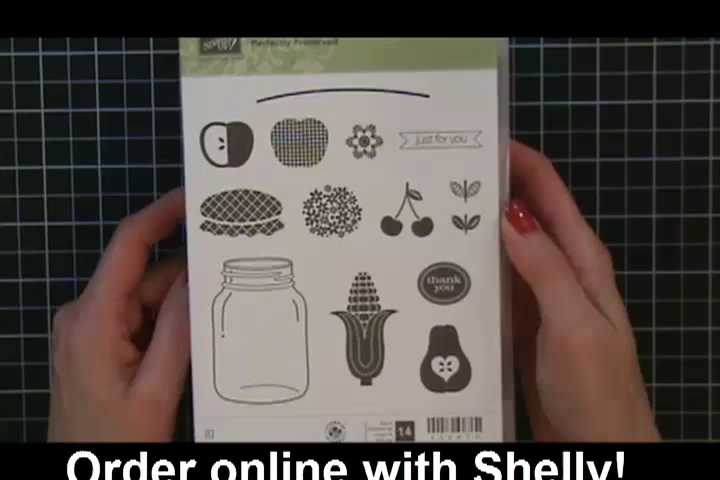 Perfectly Preserved
just for you
thank
you
14
Order online with Shelly!